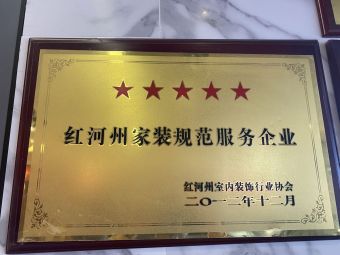 ★★★★★
红河州家装规范服务企业
红河州室内装饰行业协会
二〇一二年十二月